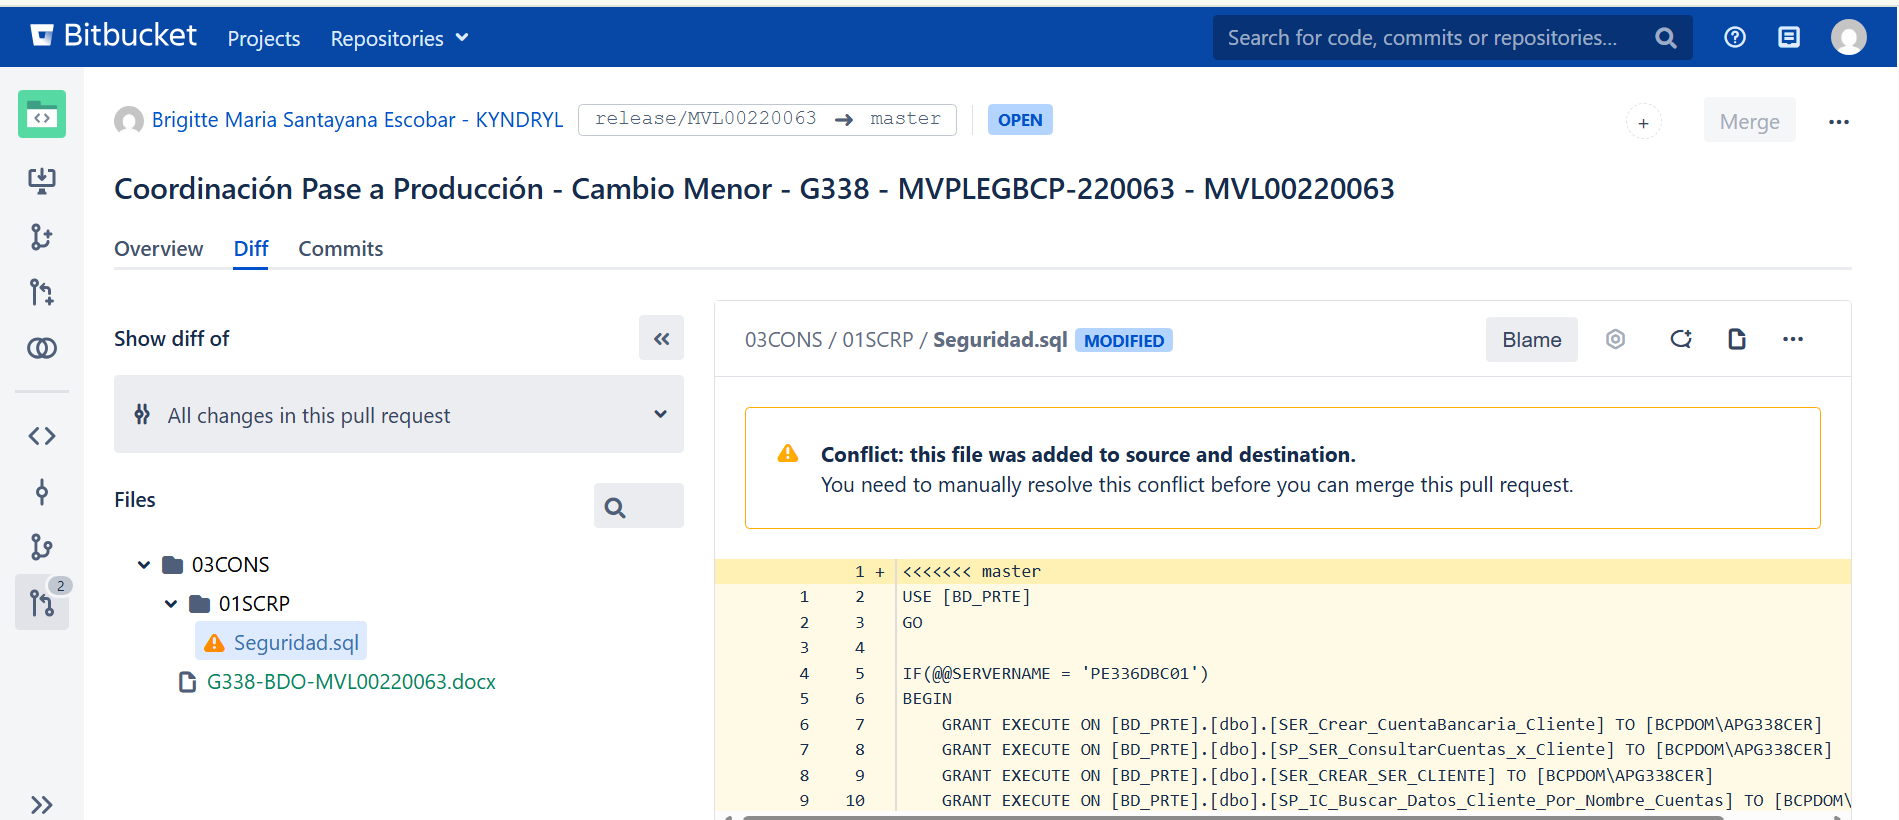 Bitbucket Projects Repositories Search for code, commits or repositories...
Brigitte Maria Santayana Escobar - KYNDRYL release/MVL00220063 → master OPEN + Merge
Coordinación Pase a Producción - Cambio Menor - G338 - MVPLEGBCP-220063 - MVL00220063
Overview Diff Commits
Show diff of
All changes in this pull request
Files
03CONS
01SCRP
Seguridad.sql
G338-BDO-MVL00220063.docx
2
03CONS / 01SCRP / Seguridad.sql MODIFIED Blame
Conflict: this file was added to source and destination.
You need to manually resolve this conflict before you can merge this pull request.
1 + <<<<<<< master
1 2 USE [BD_PRTE]
2 3 GO
3 4
4 5 IF(@@SERVERNAME = 'PE336DBC01')
5 6 BEGIN
6 7 GRANT EXECUTE ON [BD_PRTE].[dbo].[SER_Crear_CuentaBancaria_Cliente] TO [BCPDOM\APG338CER]
7 8 GRANT EXECUTE ON [BD_PRTE].[dbo].[SP_SER_ConsultarCuentas_x_Cliente] TO [BCPDOM\APG338CER]
8 9 GRANT EXECUTE ON [BD_PRTE].[dbo].[SER_CREAR_SER_CLIENTE] TO [BCPDOM\APG338CER]
9 10 GRANT EXECUTE ON [BD_PRTE].[dbo].[SP_IC_Buscar_Datos_Cliente_Por_Nombre_Cuentas] TO [BCPDOM\